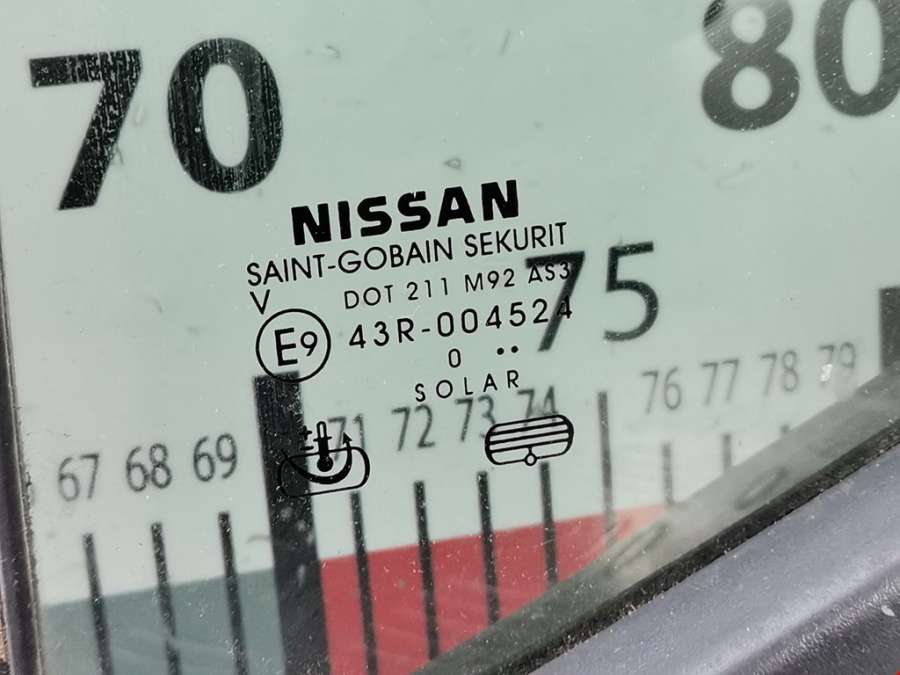 70
80
NISSAN
SAINT-GOBAIN SEKURIT
V
DOT 211 M92 AS3
75
E9
43R-004524
0 ..
SOLAR
67 68 69 71 72 73 74 76 77 78 79